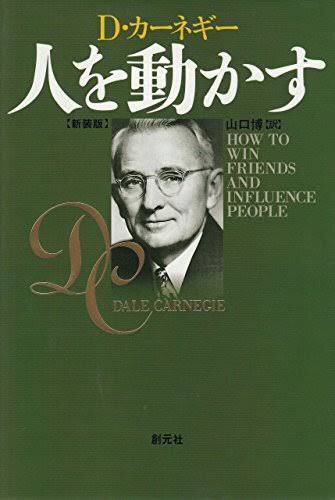 D・カーネギー
人を動かす
【新装版】
山口博【訳】
HOW TO
WIN
FRIENDS
AND
INFLUENCE
PEOPLE
DC
DALE CARNEGIE
創元社